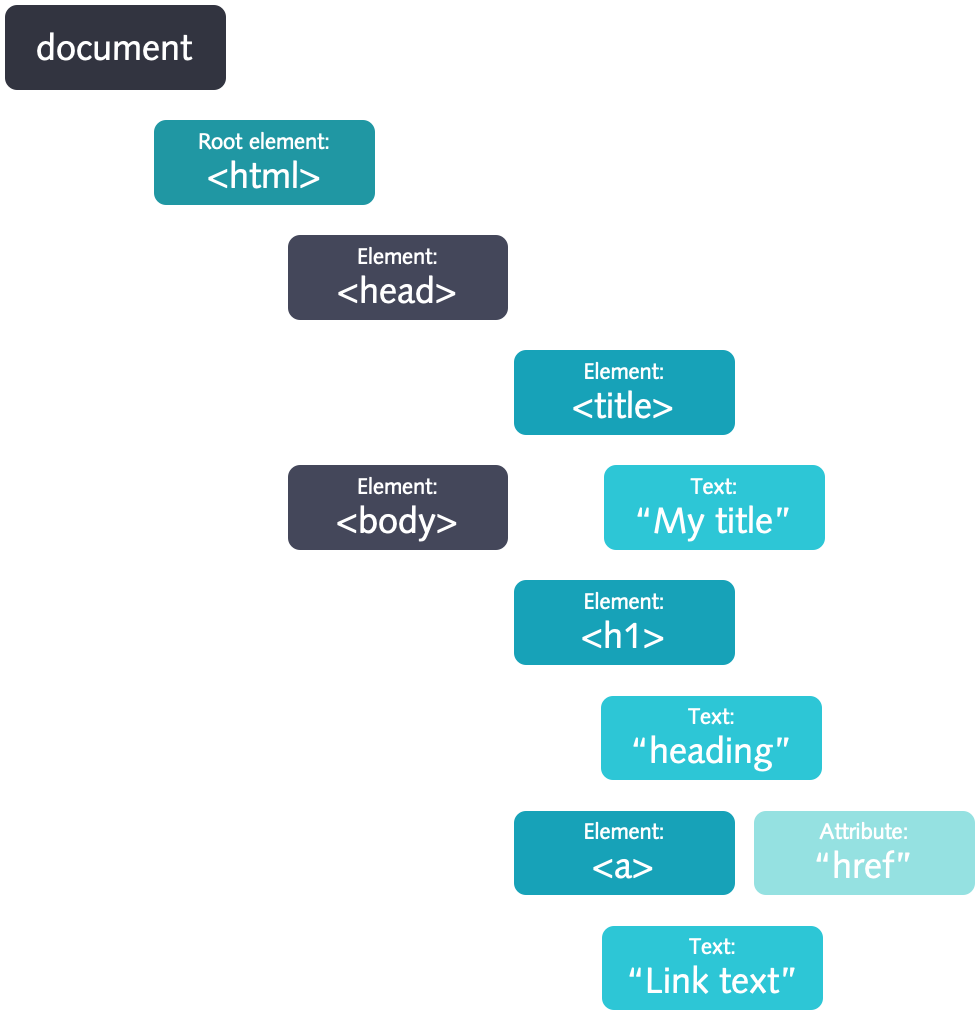 document
Root element:
<html>
Element:
<head>
Element:
<title>
Element:
<body>
Text:
“My title”
Element:
<h1>
Text:
“heading”
Element:
<a>
Attribute:
“href”
Text:
“Link text”